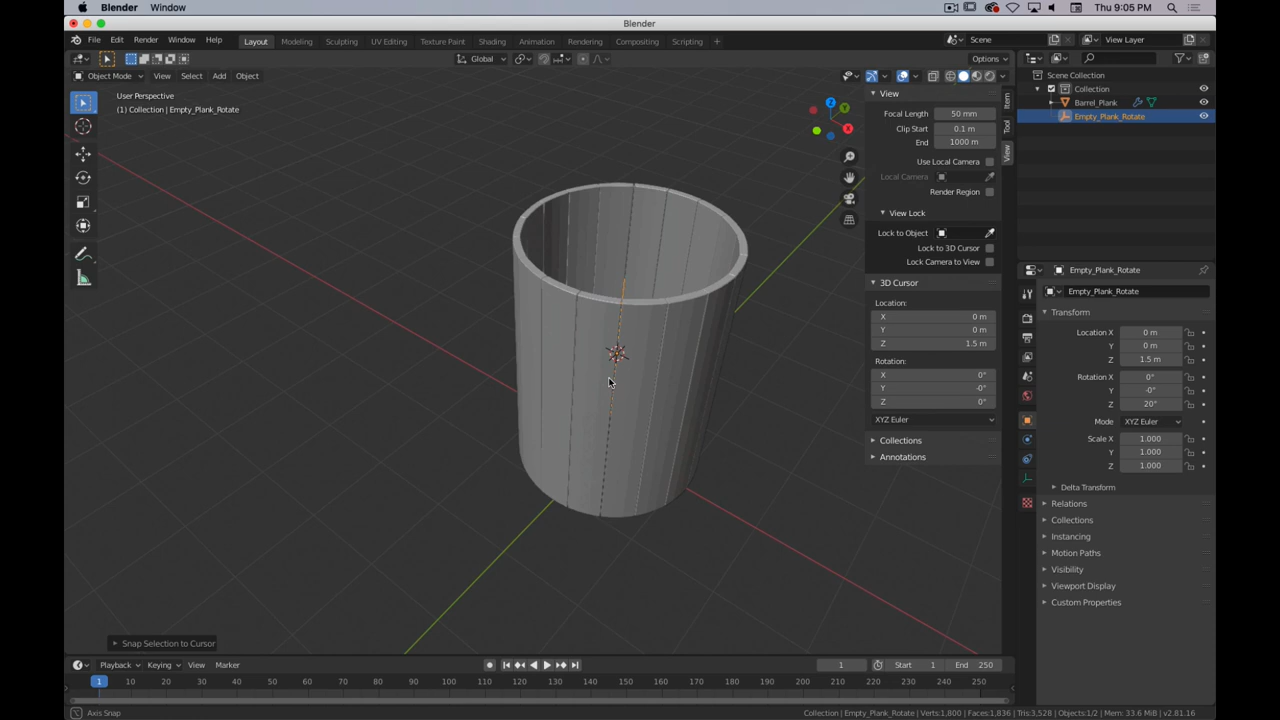 Blender Window Thu 9:05 PM
Blender
File Edit Render Window Help Layout Modeling Sculpting UV Editing Texture Paint Shading Animation Rendering Compositing Scripting + Scene View Layer
Global Options
Object Mode View Select Add Object
User Perspective
(1) Collection | Empty_Plank_Rotate
Z
Y
X
View
Focal Length 50 mm
Clip Start 0.1 m
End 1000 m
Use Local Camera
Local Camera
Render Region
View Lock
Lock to Object
Lock to 3D Cursor
Lock Camera to View
3D Cursor
Location:
X 0 m
Y 0 m
Z 1.5 m
Rotation:
X 0°
Y -0°
Z 0°
XYZ Euler
Collections
Annotations
Item
Tool
View
Scene Collection
Collection
Barrel_Plank
Empty_Plank_Rotate
Empty_Plank_Rotate
Empty_Plank_Rotate
Transform
Location X 0 m
Y 0 m
Z 1.5 m
Rotation X 0°
Y -0°
Z 20°
Mode XYZ Euler
Scale X 1.000
Y 1.000
Z 1.000
Delta Transform
Relations
Collections
Instancing
Motion Paths
Visibility
Viewport Display
Custom Properties
Snap Selection to Cursor
Playback Keying View Marker 1 Start 1 End 250
1 10 20 30 40 50 60 70 80 90 100 110 120 130 140 150 160 170 180 190 200 210 220 230 240 250
Axis Snap Collection | Empty_Plank_Rotate | Verts:1,800 | Faces:1,836 | Tris:3,528 | Objects:1/2 | Mem: 33.6 MiB | v2.81.16